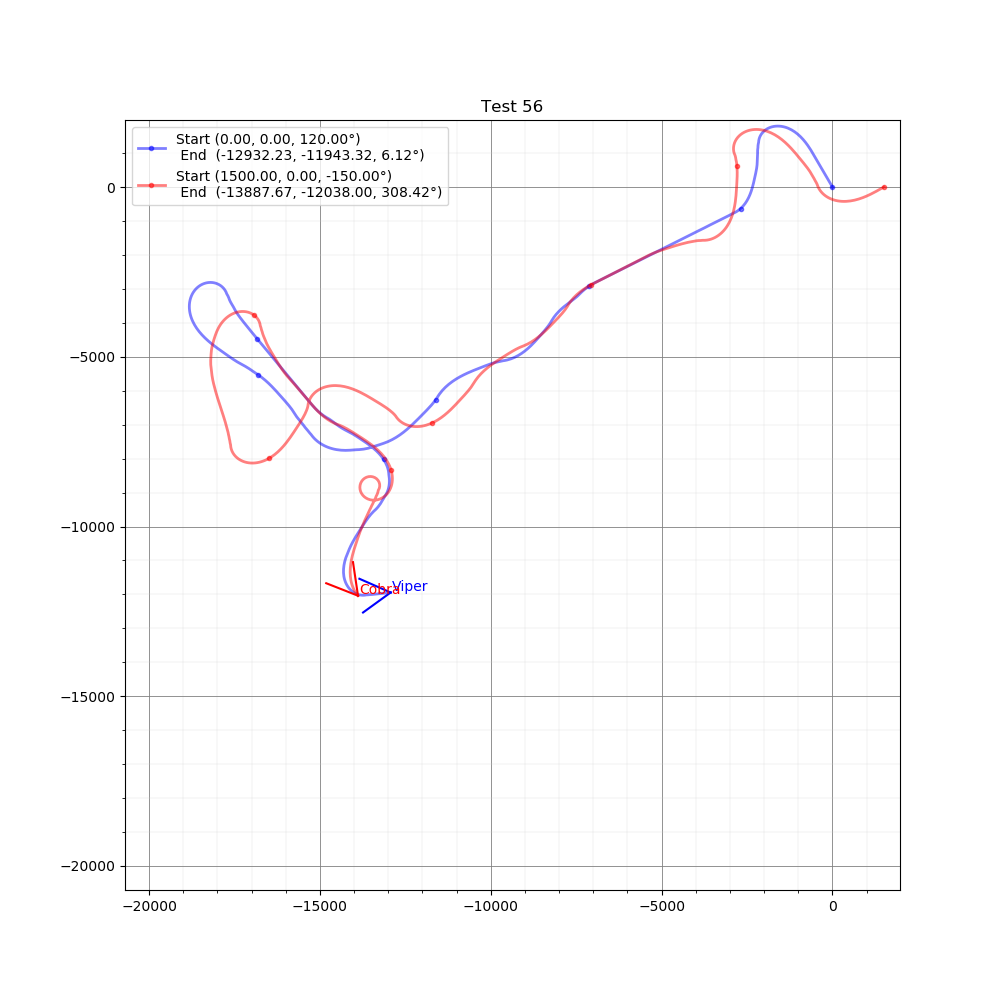 Test 56
Start (0.00, 0.00, 120.00°)
End (-12932.23, -11943.32, 6.12°)
Start (1500.00, 0.00, -150.00°)
End (-13887.67, -12038.00, 308.42°)
0
−5000
−10000
−15000
−20000
Cobra
Viper
−20000
−15000
−10000
−5000
0